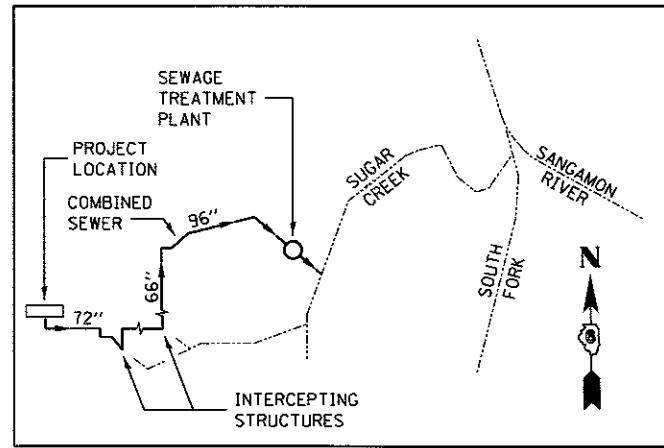 SEWAGE
TREATMENT
PLANT
PROJECT
LOCATION
COMBINED
SEWER
96"
66"
72"
INTERCEPTING
STRUCTURES
SUGAR
CREEK
SOUTH
FORK
SANGAMON
RIVER
N